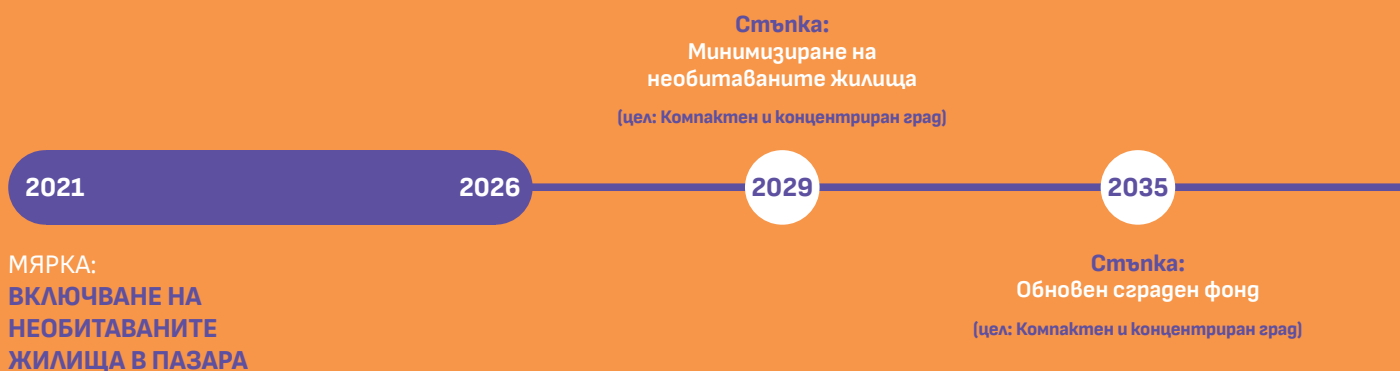 Стъпка:
Минимизиране на
необитаваните жилища
(цел: Компактен и концентриран град)
2021
2026
2029
2035
МЯРКА:
ВКЛЮЧВАНЕ НА
НЕОБИТАВАНИТЕ
ЖИЛИЩА В ПАЗАРА
Стъпка:
Обновен сграден фонд
(цел: Компактен и концентриран град)